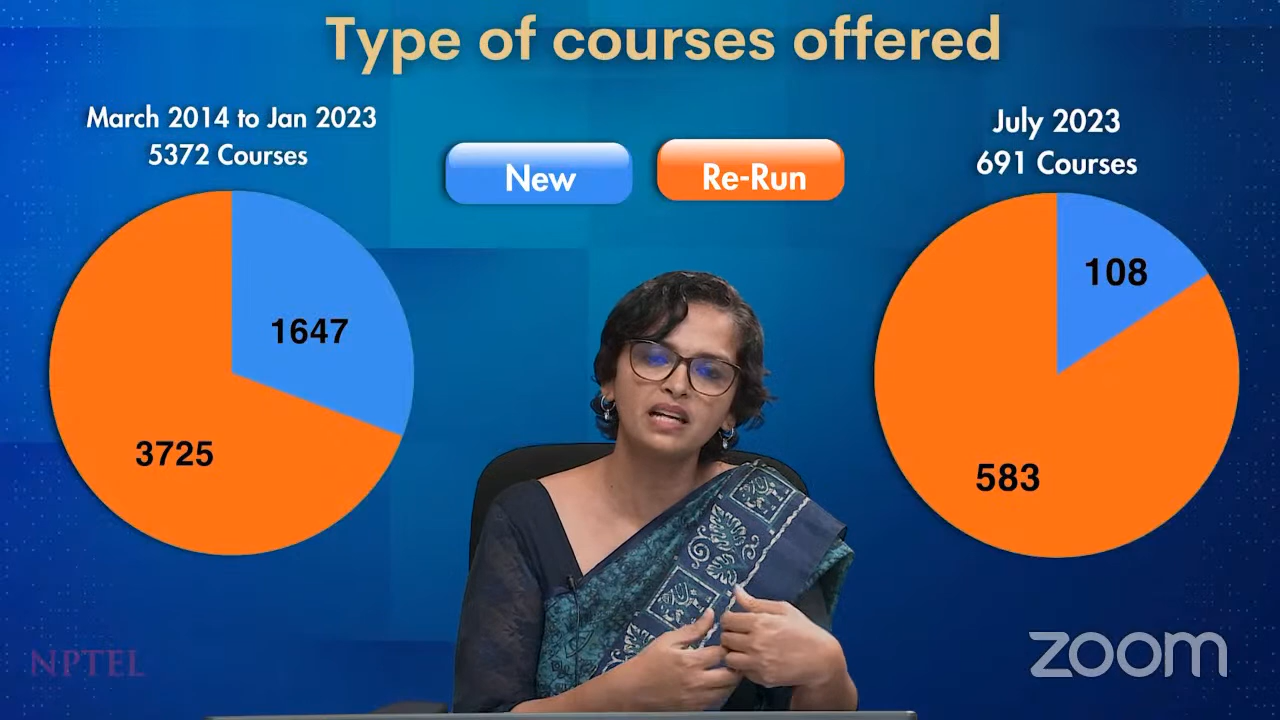 Type of courses offered
March 2014 to Jan 2023
5372 Courses
New
Re-Run
July 2023
691 Courses
1647
3725
108
583
NPTEL
zoom